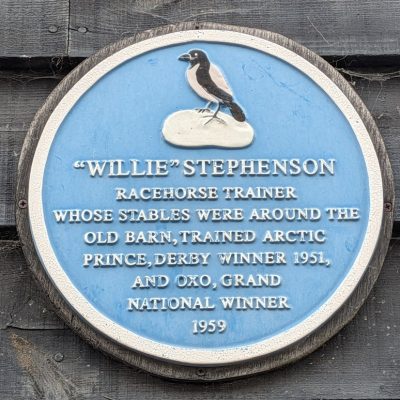 "WILLIE" STEPHENSON
RACEHORSE TRAINER
WHOSE STABLES WERE AROUND THE
OLD BARN, TRAINED ARCTIC
PRINCE, DERBY WINNER 1951,
AND OXO, GRAND
NATIONAL WINNER
1959